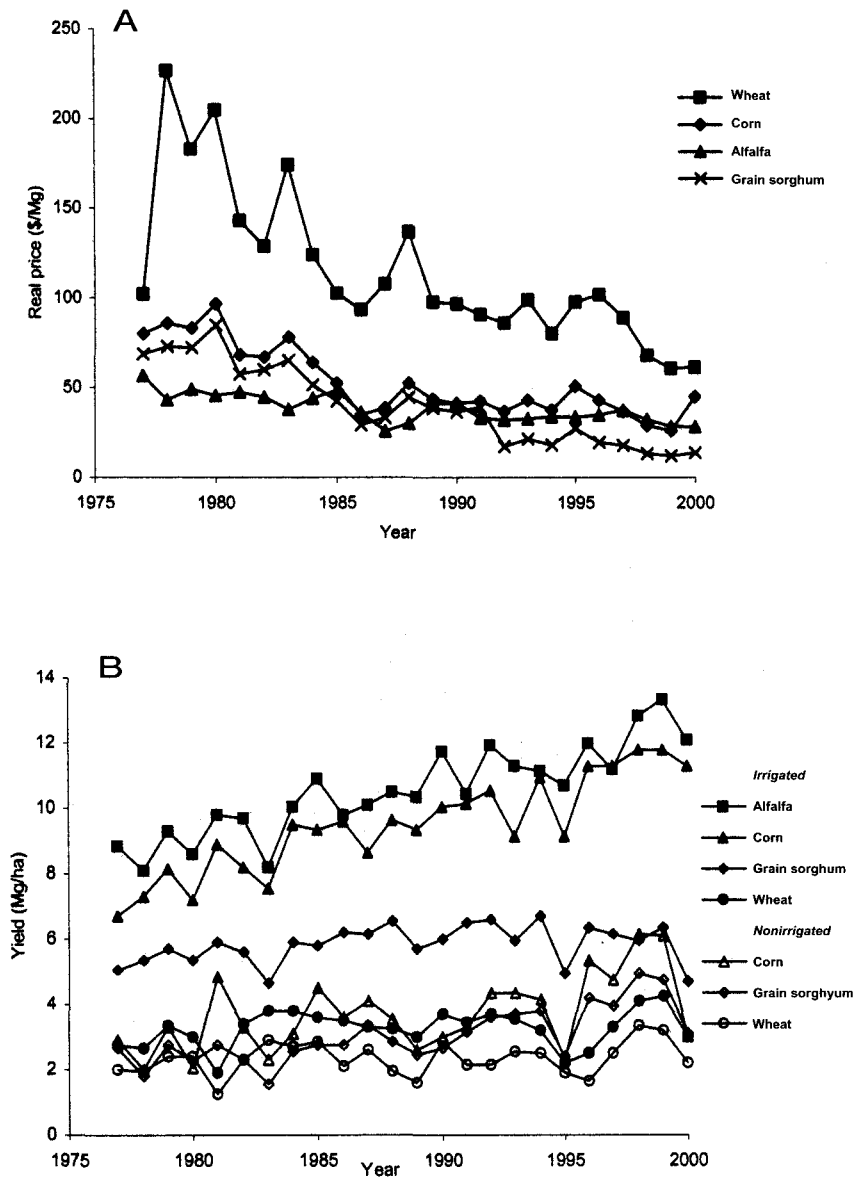 A
250
200
150
100
50
0
Real price ($/Mg)
1975 1980 1985 1990 1995 2000
Year
Wheat
Corn
Alfalfa
Grain sorghum
B
14
12
10
8
6
4
2
0
Yield (Mg/ha)
1975 1980 1985 1990 1995 2000
Year
Irrigated
Alfalfa
Corn
Grain sorghum
Wheat
Nonirrigated
Corn
Grain sorghyum
Wheat